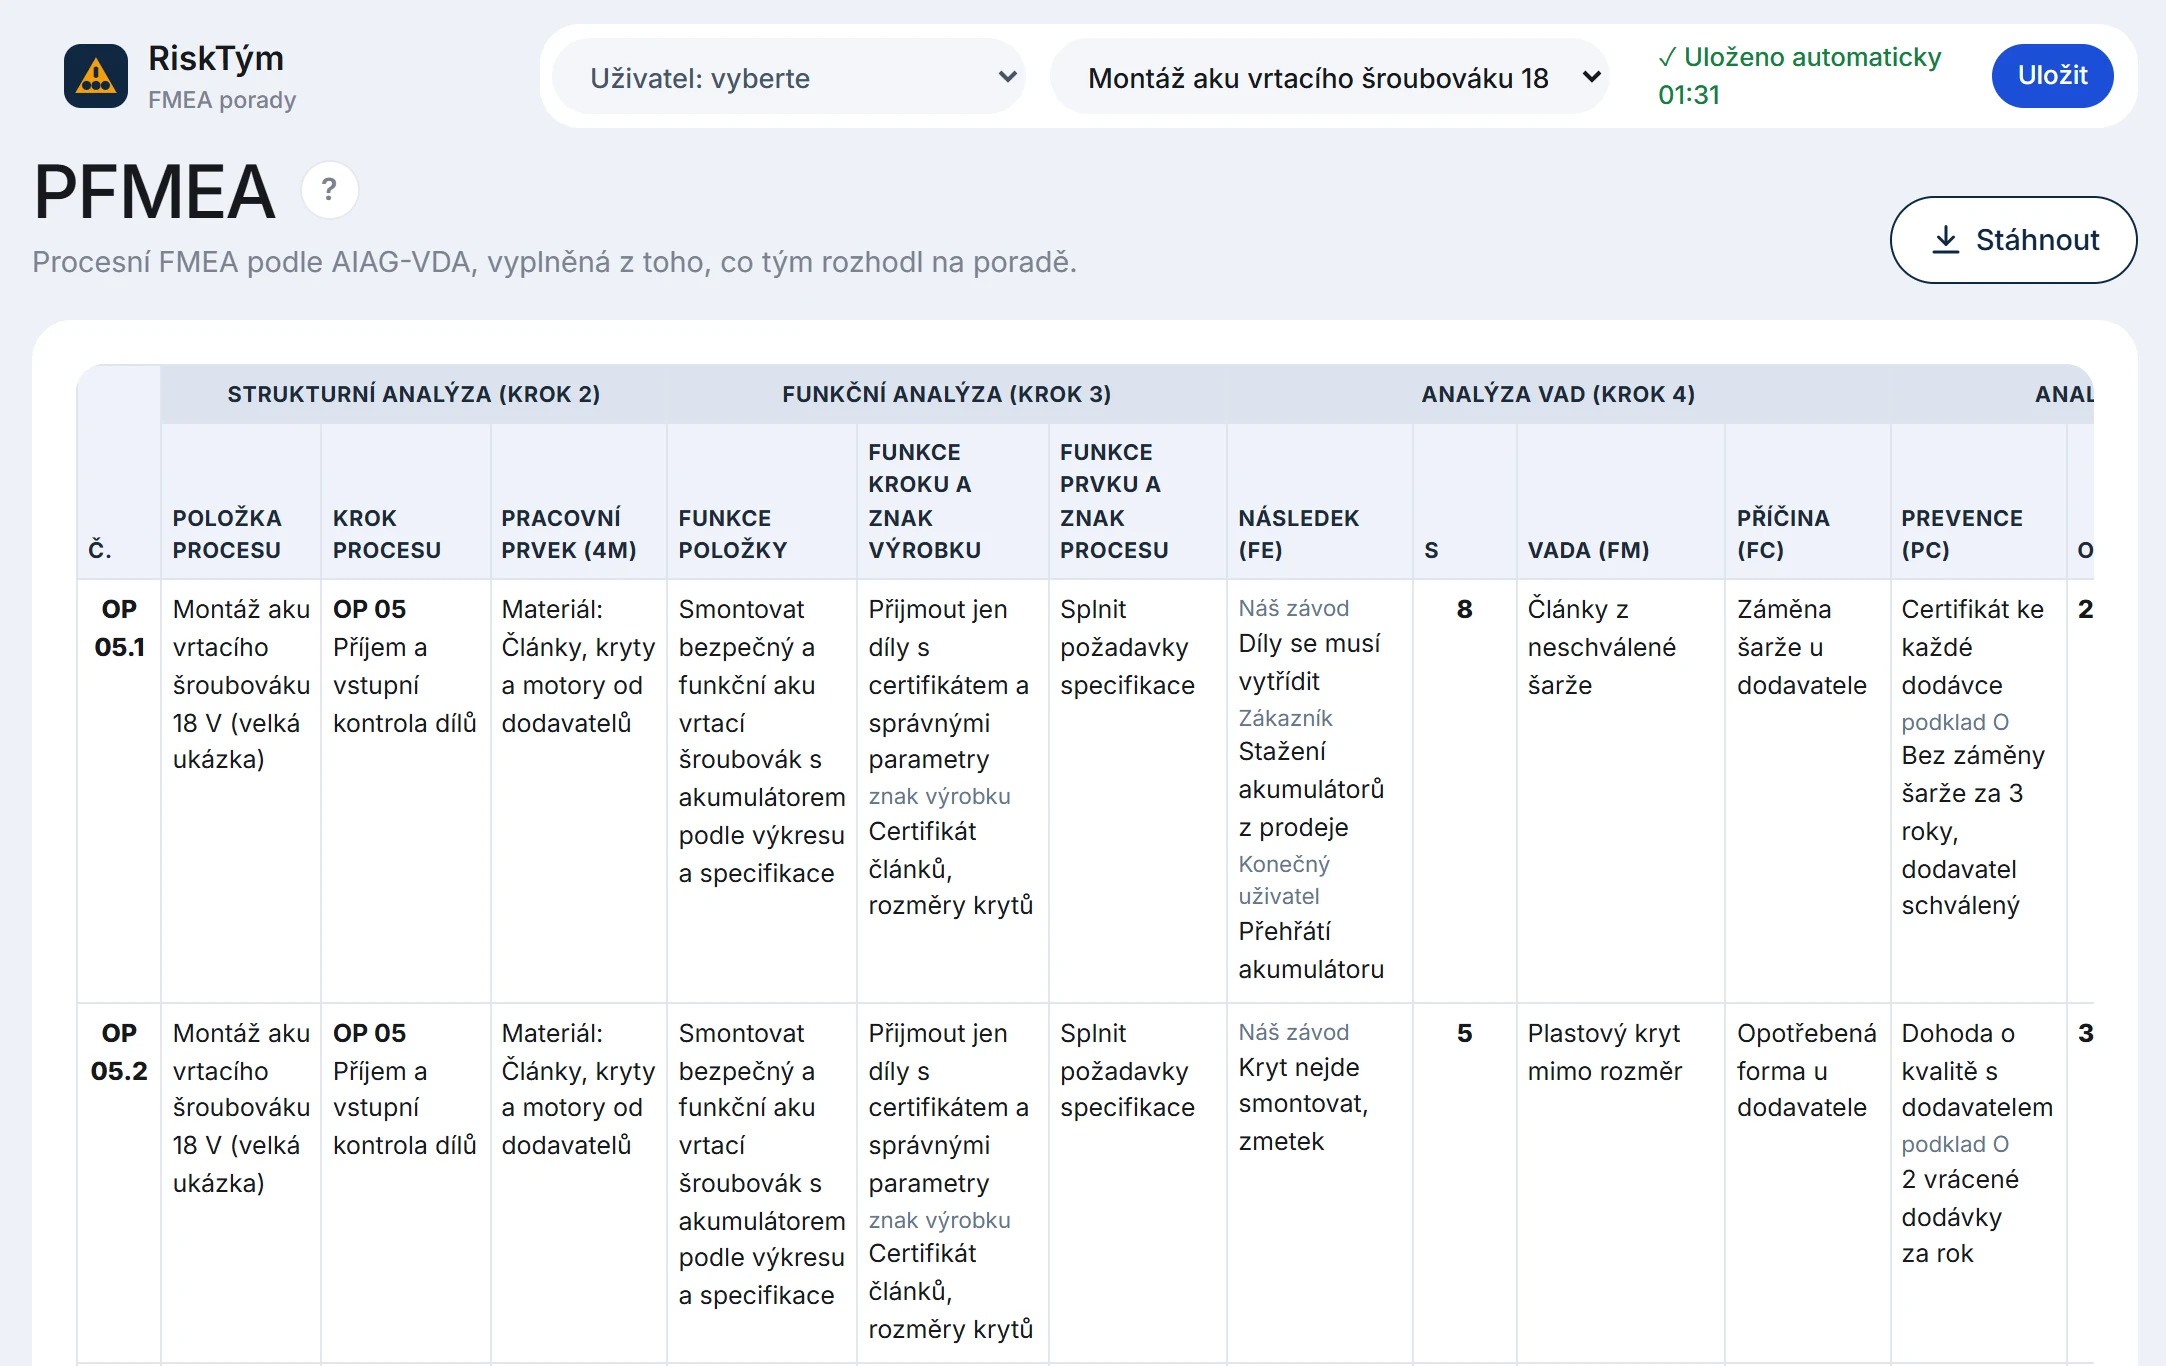 RiskTým
FMEA porady
Uživatel: vyberte
Montáž aku vrtacího šroubováku 18
✓ Uloženo automaticky
01:31
Uložit
PFMEA
?
Procesní FMEA podle AIAG-VDA, vyplněná z toho, co tým rozhodl na poradě.
Stáhnout
STRUKTURNÍ ANALÝZA (KROK 2)
FUNKČNÍ ANALÝZA (KROK 3)
ANALÝZA VAD (KROK 4)
ANAL
Č.
POLOŽKA
PROCESU
KROK
PROCESU
PRACOVNÍ
PRVEK (4M)
FUNKCE
POLOŽKY
FUNKCE
KROKU A
ZNAK
VÝROBKU
FUNKCE
PRVKU A
ZNAK
PROCESU
NÁSLEDEK
(FE)
S
VADA (FM)
PŘÍČINA
(FC)
PREVENCE
(PC)
O
OP
05.1
Montáž aku
vrtacího
šroubováku
18 V (velká
ukázka)
OP 05
Příjem a
vstupní
kontrola dílů
Materiál:
Články, kryty
a motory od
dodavatelů
Smontovat
bezpečný a
funkční aku
vrtací
šroubovák s
akumulátorem
podle výkresu
a specifikace
Přijmout jen
díly s
certifikátem a
správnými
parametry
znak výrobku
Certifikát
článků,
rozměry krytů
Splnit
požadavky
specifikace
Náš závod
Díly se musí
vytřídit
Zákazník
Stažení
akumulátorů
z prodeje
Konečný
uživatel
Přehřátí
akumulátoru
8
Články z
neschválené
šarže
Záměna
šarže u
dodavatele
Certifikát ke
každé
dodávce
podklad O
Bez záměny
šarže za 3
roky,
dodavatel
schválený
2
OP
05.2
Montáž aku
vrtacího
šroubováku
18 V (velká
ukázka)
OP 05
Příjem a
vstupní
kontrola dílů
Materiál:
Články, kryty
a motory od
dodavatelů
Smontovat
bezpečný a
funkční aku
vrtací
šroubovák s
akumulátorem
podle výkresu
a specifikace
Přijmout jen
díly s
certifikátem a
správnými
parametry
znak výrobku
Certifikát
článků,
rozměry krytů
Splnit
požadavky
specifikace
Náš závod
Kryt nejde
smontovat,
zmetek
5
Plastový kryt
mimo rozměr
Opotřebená
forma u
dodavatele
Dohoda o
kvalitě s
dodavatelem
podklad O
2 vrácené
dodávky
za rok
3